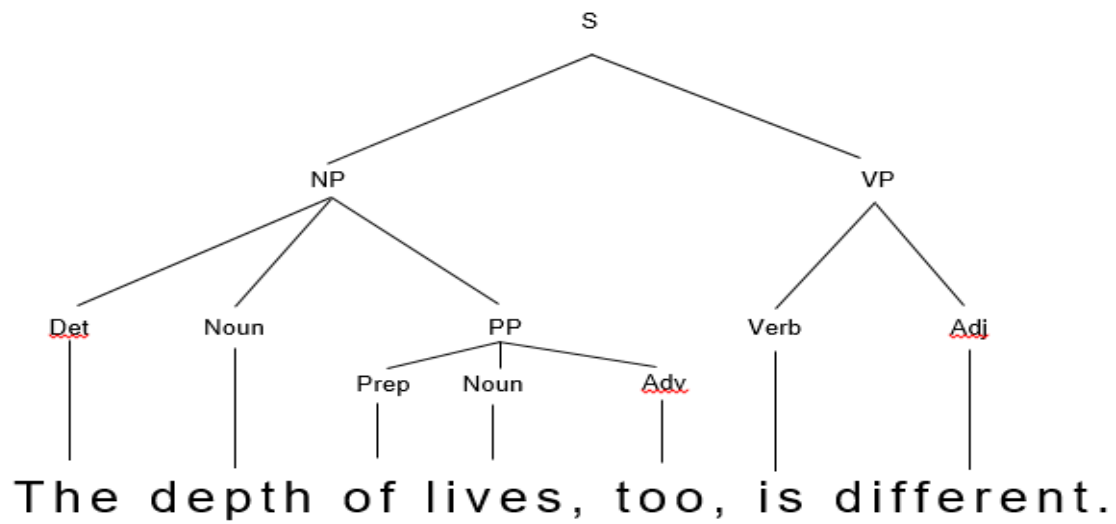 S
NP VP
Det Noun PP Verb Adj
Prep Noun Adv
The depth of lives, too, is different.